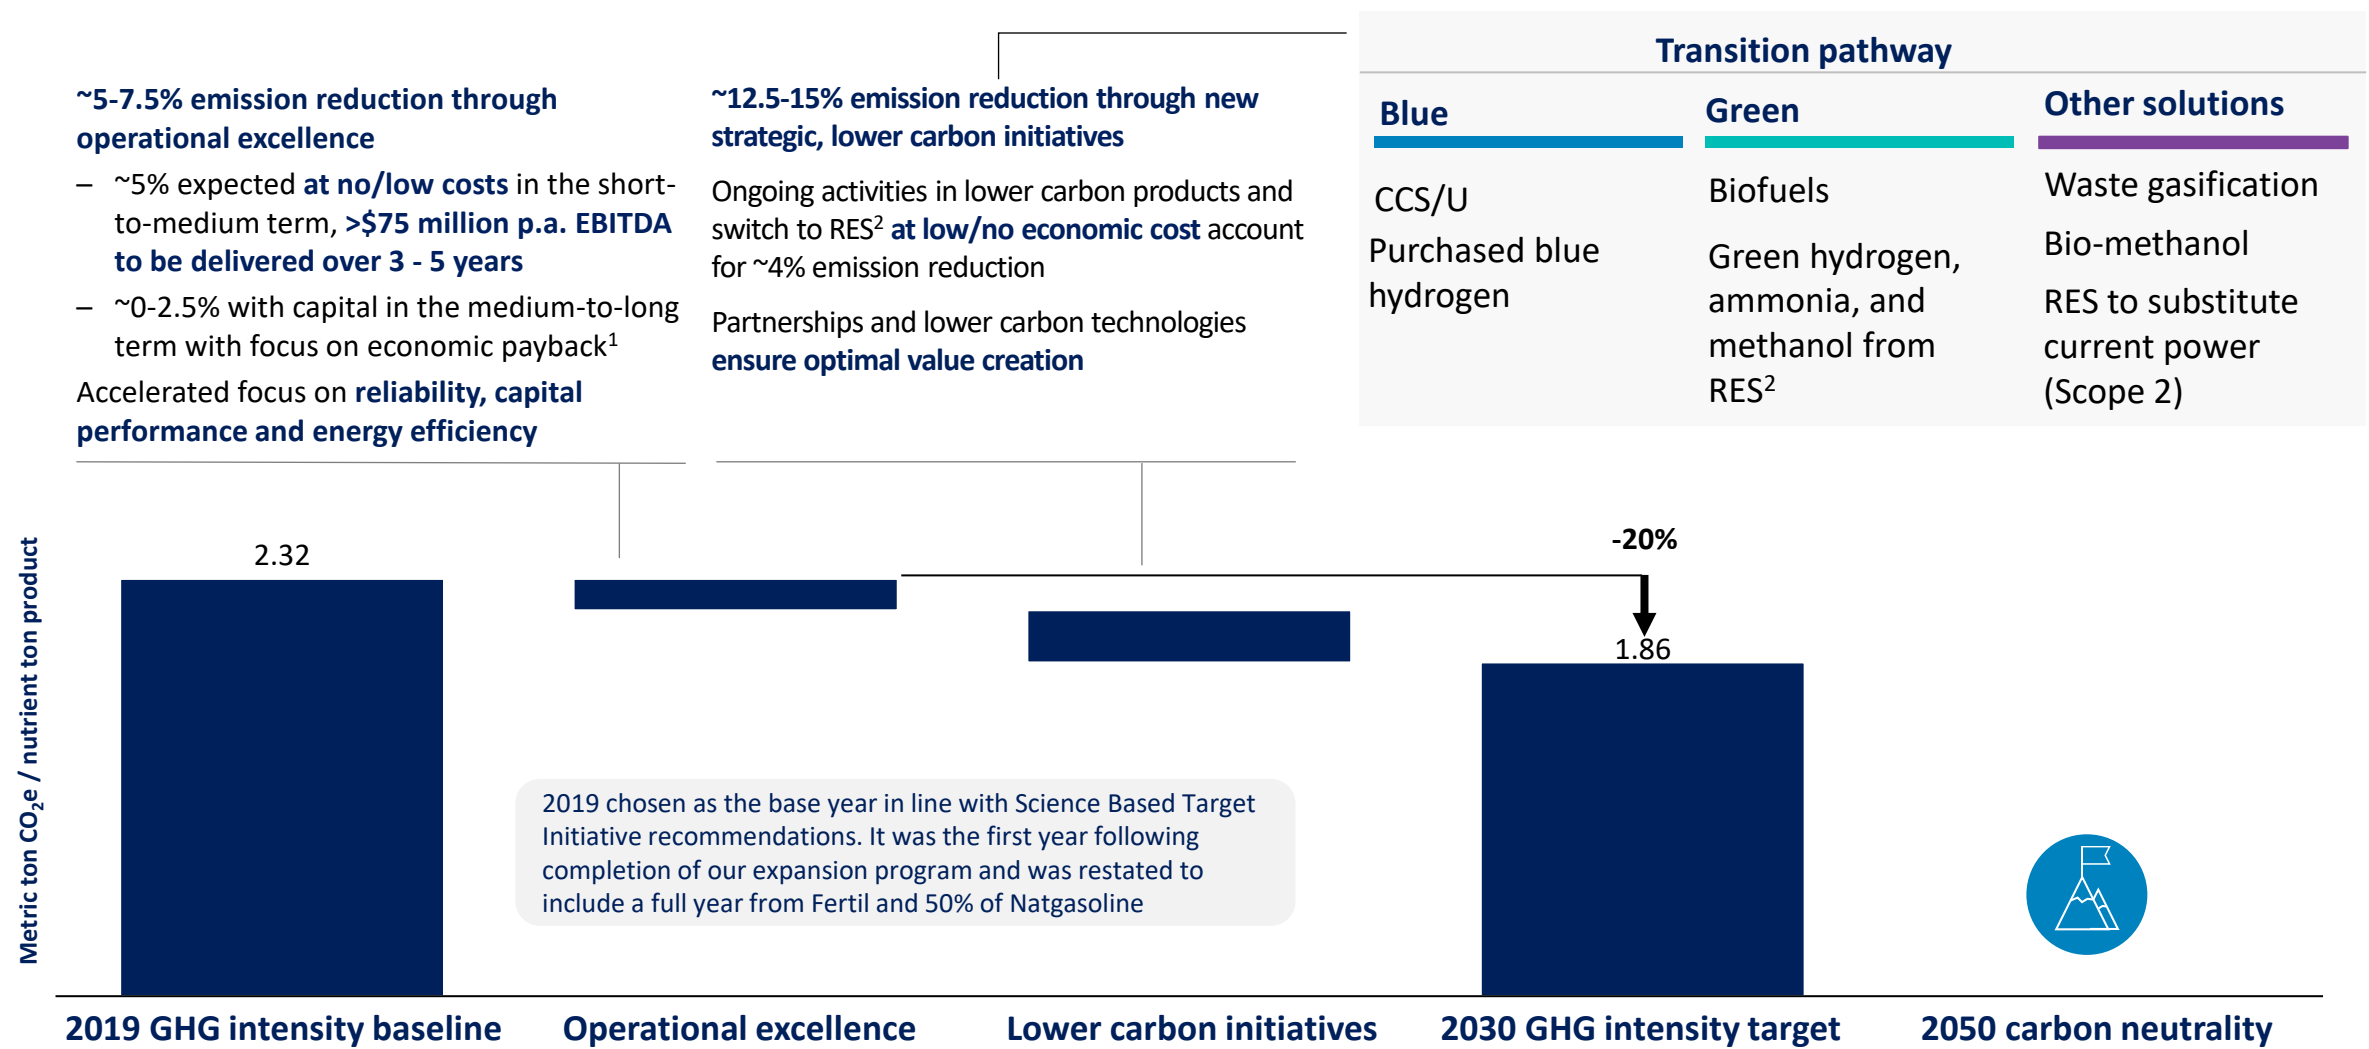 ~5-7.5% emission reduction through
operational excellence
– ~5% expected at no/low costs in the short-
to-medium term, >$75 million p.a. EBITDA
to be delivered over 3 - 5 years
– ~0-2.5% with capital in the medium-to-long
term with focus on economic payback¹
Accelerated focus on reliability, capital
performance and energy efficiency
~12.5-15% emission reduction through new
strategic, lower carbon initiatives
Ongoing activities in lower carbon products and
switch to RES² at low/no economic cost account
for ~4% emission reduction
Partnerships and lower carbon technologies
ensure optimal value creation
Transition pathway
Blue
CCS/U
Purchased blue
hydrogen
Green
Biofuels
Green hydrogen,
ammonia, and
methanol from
RES²
Other solutions
Waste gasification
Bio-methanol
RES to substitute
current power
(Scope 2)
Metric ton CO₂e / nutrient ton product
2.32
-20%
1.86
2019 chosen as the base year in line with Science Based Target
Initiative recommendations. It was the first year following
completion of our expansion program and was restated to
include a full year from Fertil and 50% of Natgasoline
2019 GHG intensity baseline
Operational excellence
Lower carbon initiatives
2030 GHG intensity target
2050 carbon neutrality